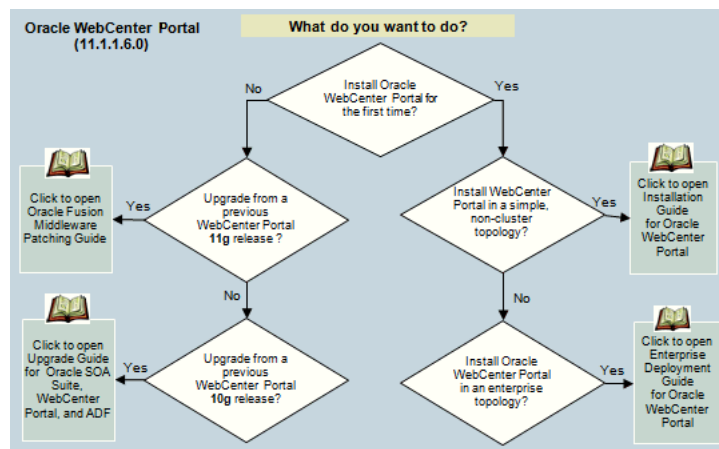 Oracle WebCenter Portal
(11.1.1.6.0)
What do you want to do?
Install Oracle
WebCenter Portal for
the first time?
No
Yes
Click to open
Oracle Fusion
Middleware
Patching Guide
Yes
Upgrade from a
previous
WebCenter Portal
11g release ?
Install WebCenter
Portal in a simple,
non-cluster
topology?
Yes
Click to open
Installation
Guide
for Oracle
WebCenter
Portal
No
No
Click to open
Upgrade Guide
for Oracle SOA
Suite,
WebCenter
Portal, and ADF
Yes
Upgrade from a
previous
WebCenter Portal
10g release?
Install Oracle
WebCenter Portal
in an enterprise
topology?
Yes
Click to open
Enterprise
Deployment
Guide
for Oracle
WebCenter
Portal